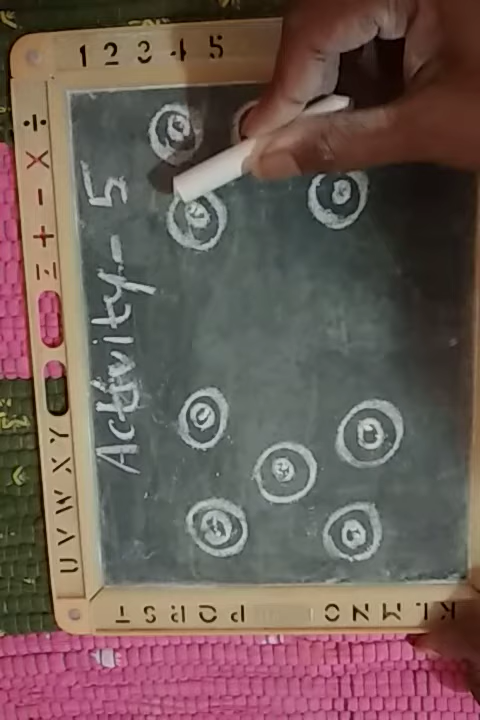 Activity - 5
1 2 3 4 5
÷ × - + =
U V W X Y
K L M N O
P Q R S T